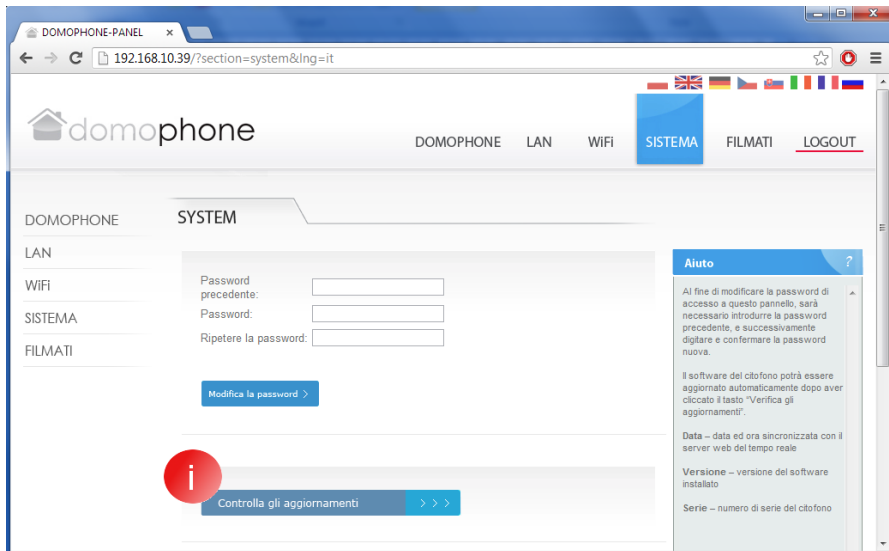 DOMOPHONE-PANEL
192.168.10.39/?section=system&lng=it
domophone
DOMOPHONE LAN WiFi SISTEMA FILMATI LOGOUT
DOMOPHONE
LAN
WiFi
SISTEMA
FILMATI
SYSTEM
Password
precedente:
Password:
Ripetere la password:
Modifica la password >
i
Controlla gli aggiornamenti > > >
Aiuto ?
Al fine di modificare la password di
accesso a questo pannello, sarà
necessario introdurre la password
precedente, e successivamente
digitare e confermare la password
nuova.
Il software del citofono potrà essere
aggiornato automaticamente dopo aver
cliccato il tasto "Verifica gli
aggiornamenti".
Data – data ed ora sincronizzata con il
server web del tempo reale
Versione – versione del software
installato
Serie – numero di serie del citofono